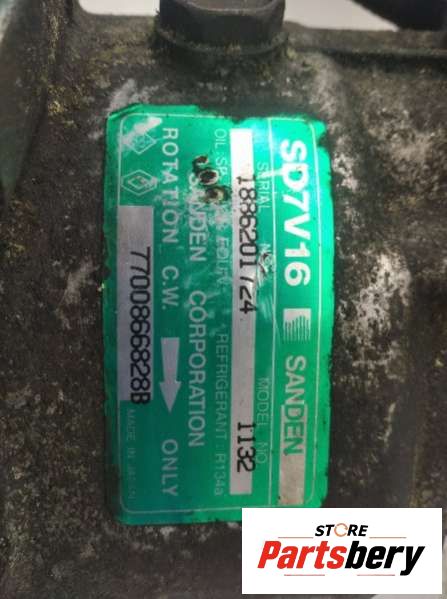 SD7V16 SANDEN
SERIAL NO. MODEL NO.
1886201724 1132
OIL:SP REFRIGERANT: R134a
SANDEN CORPORATION
ROTATION C.W. ONLY
7700866828B
MADE IN JAPAN
STORE
Partsbery